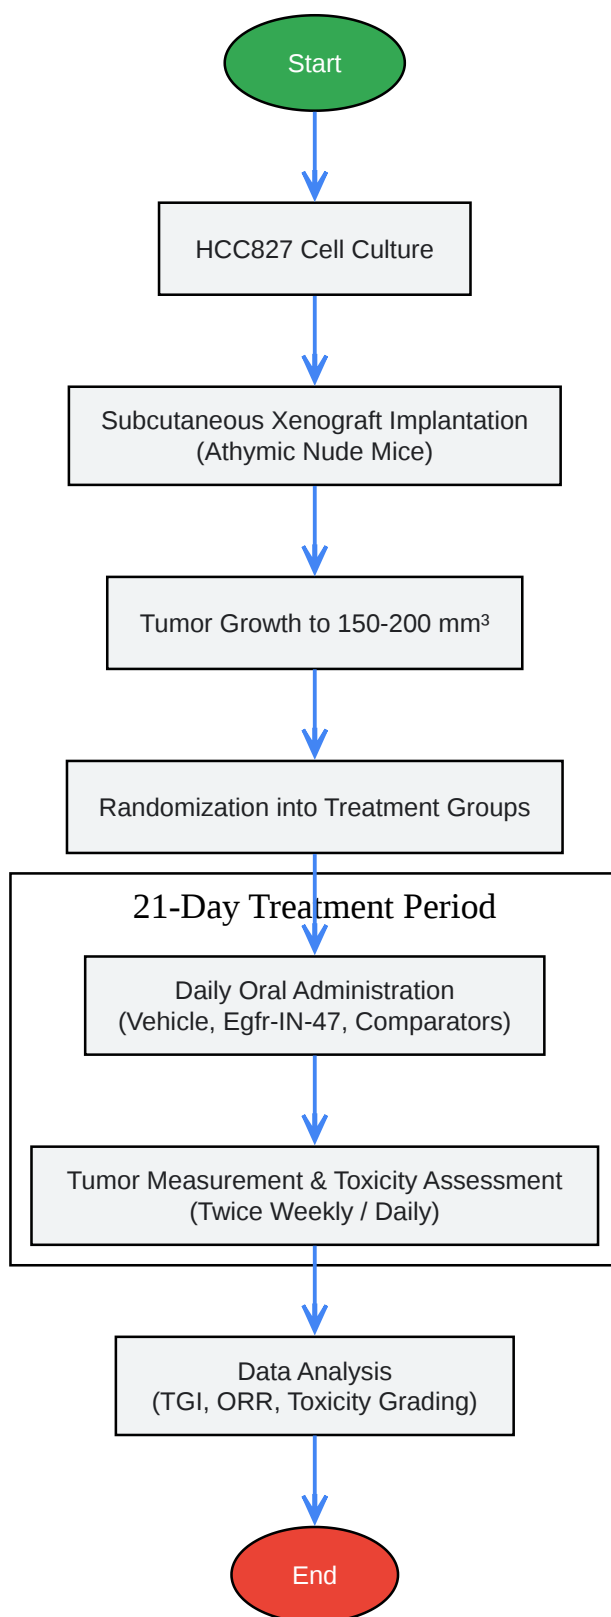 Start
HCC827 Cell Culture
Subcutaneous Xenograft Implantation
(Athymic Nude Mice)
Tumor Growth to 150-200 mm³
Randomization into Treatment Groups
21-Day Treatment Period
Daily Oral Administration
(Vehicle, Egfr-IN-47, Comparators)
Tumor Measurement & Toxicity Assessment
(Twice Weekly / Daily)
Data Analysis
(TGI, ORR, Toxicity Grading)
End